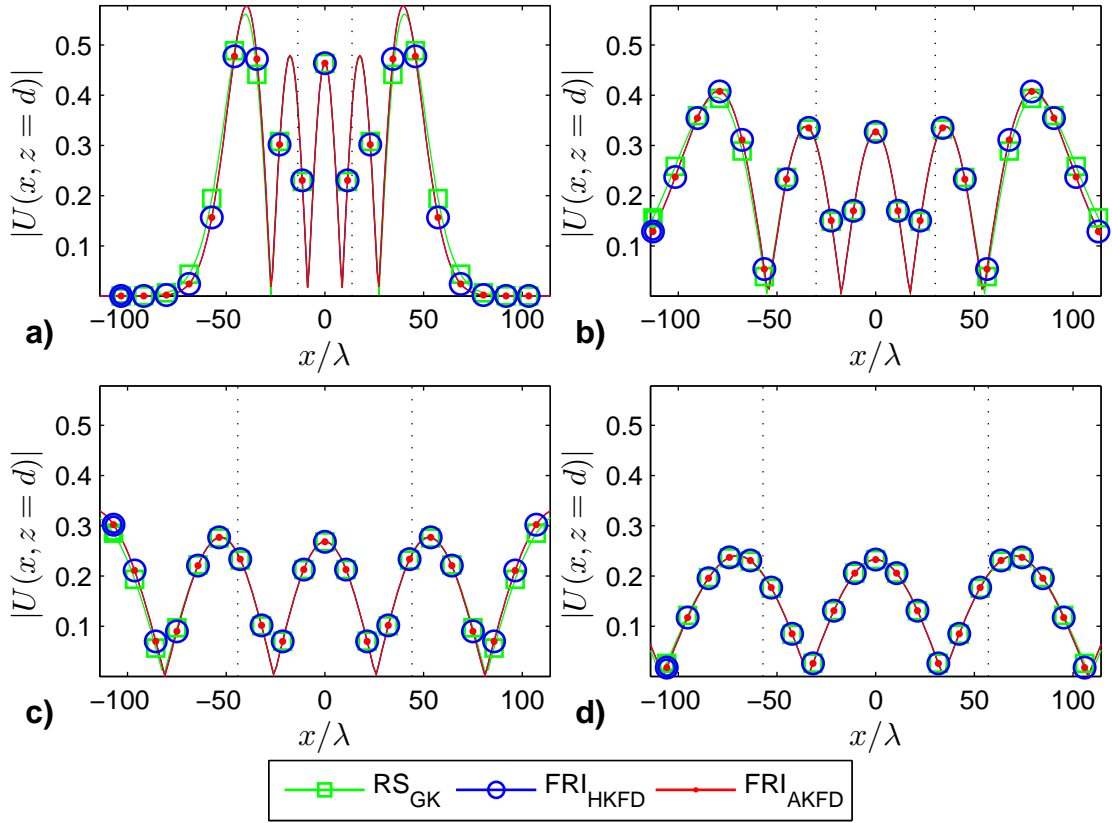 0.5
0.4
0.3
0.2
0.1
|U(x, z = d)|
−100 −50 0 50 100
x/λ
a)
0.5
0.4
0.3
0.2
0.1
|U(x, z = d)|
−100 −50 0 50 100
x/λ
b)
0.5
0.4
0.3
0.2
0.1
|U(x, z = d)|
−100 −50 0 50 100
x/λ
c)
0.5
0.4
0.3
0.2
0.1
|U(x, z = d)|
−100 −50 0 50 100
x/λ
d)
RS_GK FRI_HKFD FRI_AKFD